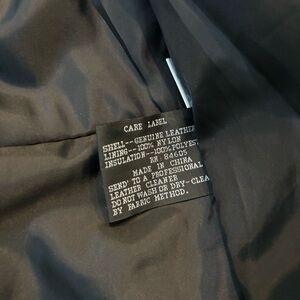 CARE LABEL
SHELL--GENUINE LEATHER
LINING--100% NYLON
INSULATION--100%POLYES
RN 84605
MADE IN CHINA
SEND TO A PROFESSIONAL
LEATHER CLEANER
DO NOT WASH OR DRY-CLEA
BY FABRIC METHOD.